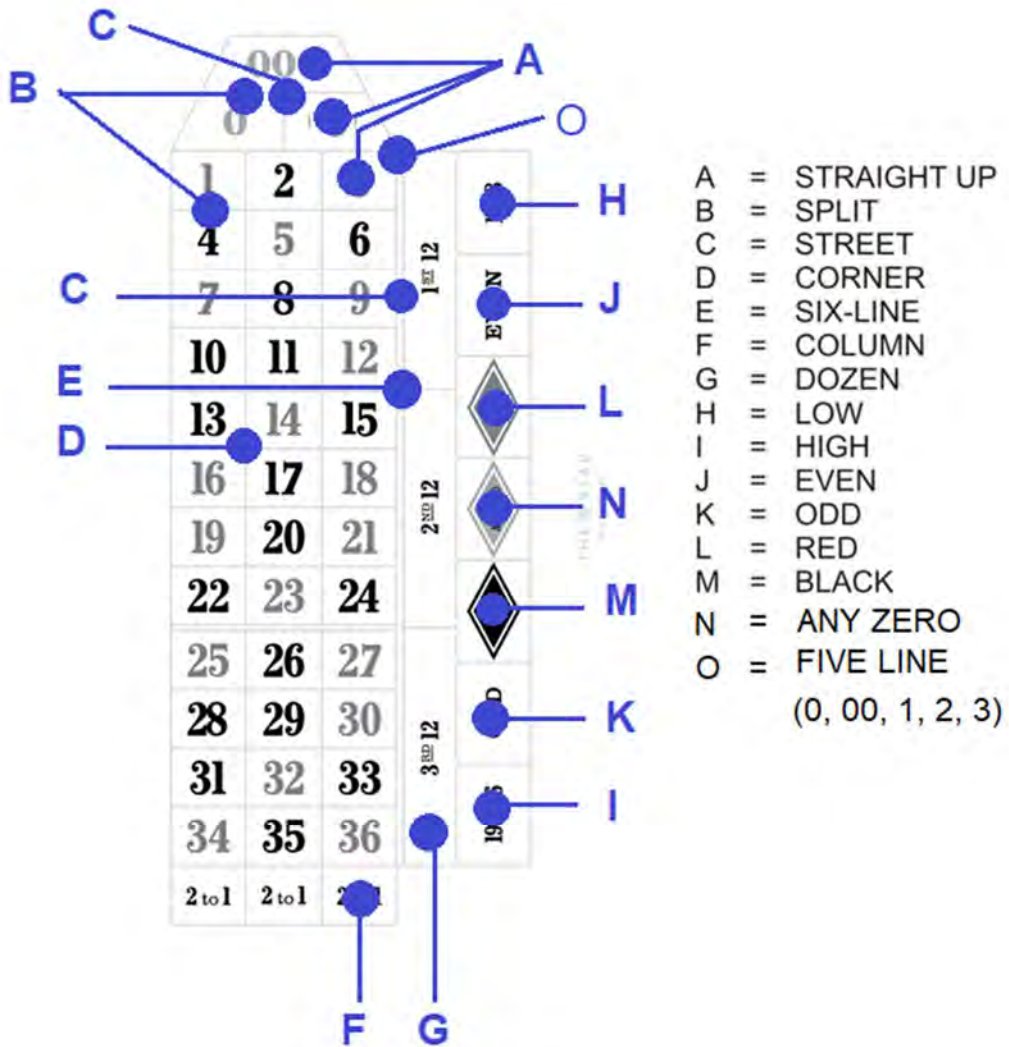 C
00
A
B
0
O
1 2
4 5 6
7 8 9
10 11 12
13 14 15
16 17 18
19 20 21
22 23 24
25 26 27
28 29 30
31 32 33
34 35 36
2 to 1 2 to 1
1ST 12
2ND 12
3RD 12
C
E
D
H
J
L
N
M
K
I
F
G
A = STRAIGHT UP
B = SPLIT
C = STREET
D = CORNER
E = SIX-LINE
F = COLUMN
G = DOZEN
H = LOW
I = HIGH
J = EVEN
K = ODD
L = RED
M = BLACK
N = ANY ZERO
O = FIVE LINE
(0, 00, 1, 2, 3)